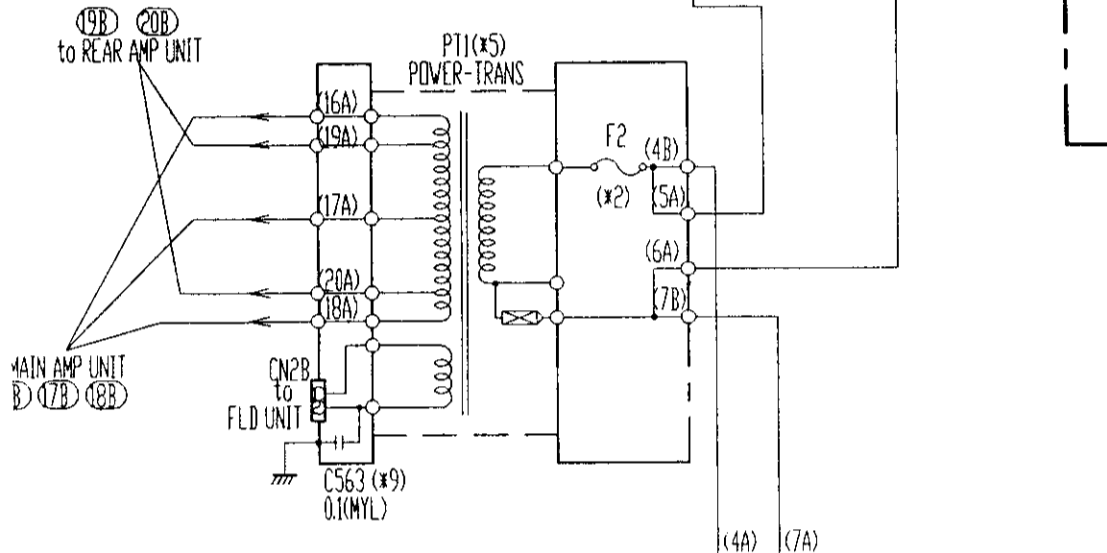 19B 20B
to REAR AMP UNIT
PT1(*5)
POWER-TRANS
(16A)
(19A)
(17A)
(20A)
(18A)
F2
(*2)
(4B)
(5A)
(6A)
(7B)
MAIN AMP UNIT
B) 17B 18B
CN2B
to
FLD UNIT
C563 (*9)
0.1(MYL)
(4A)
(7A)